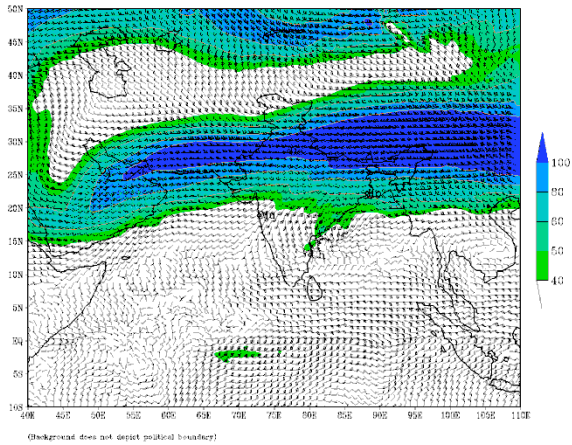 50N
45N
40N
35N
30N
25N
20N
15N
10N
5N
EQ
5S
10S
40E 45E 50E 55E 60E 65E 70E 75E 80E 85E 90E 95E 100E 105E 110E
100
80
60
50
40
(Background does not depict political boundary)